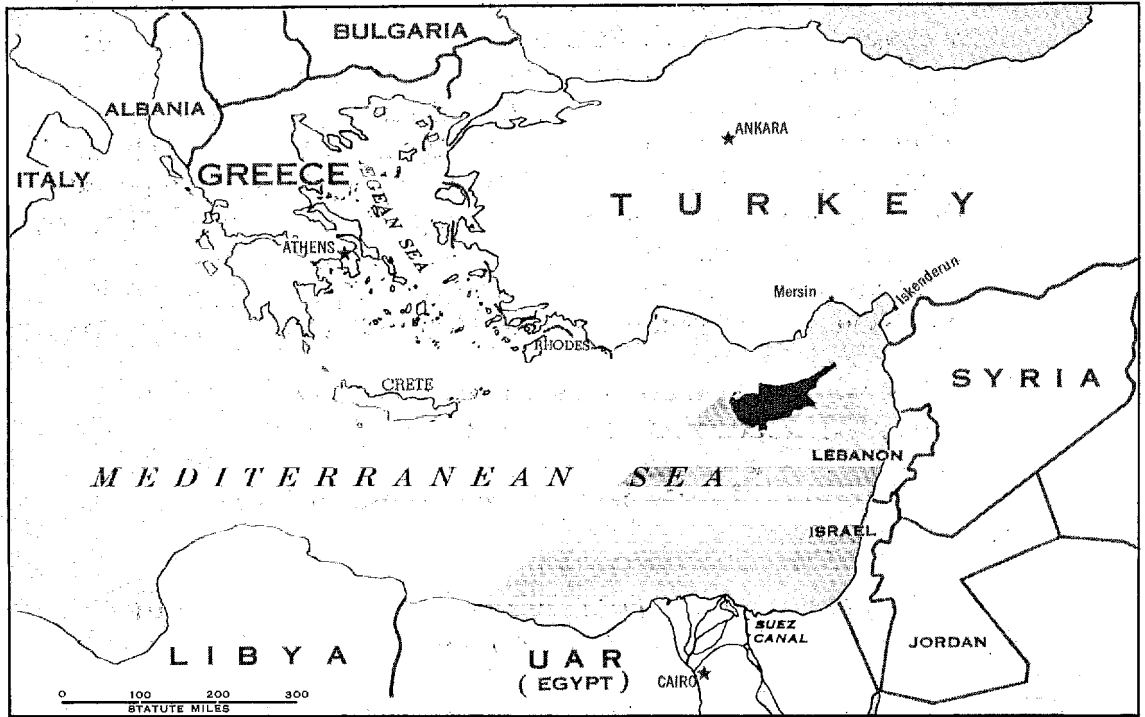 BULGARIA
ALBANIA
ANKARA
ITALY
GREECE
TURKEY
EGEAN SEA
ATHENS
Iskenderun
Mersin
RHODES
SYRIA
CRETE
LEBANON
MEDITERRANEAN SEA
ISRAEL
SUEZ
CANAL
JORDAN
LIBYA
UAR
(EGYPT)
CAIRO
0 100 200 300
STATUTE MILES